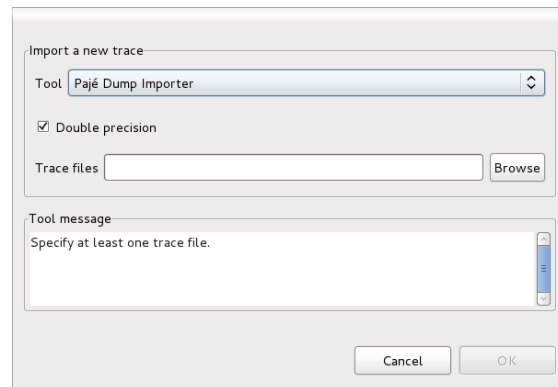 Import a new trace
Tool Pajé Dump Importer
Double precision
Trace files Browse
Tool message
Specify at least one trace file.
Cancel OK